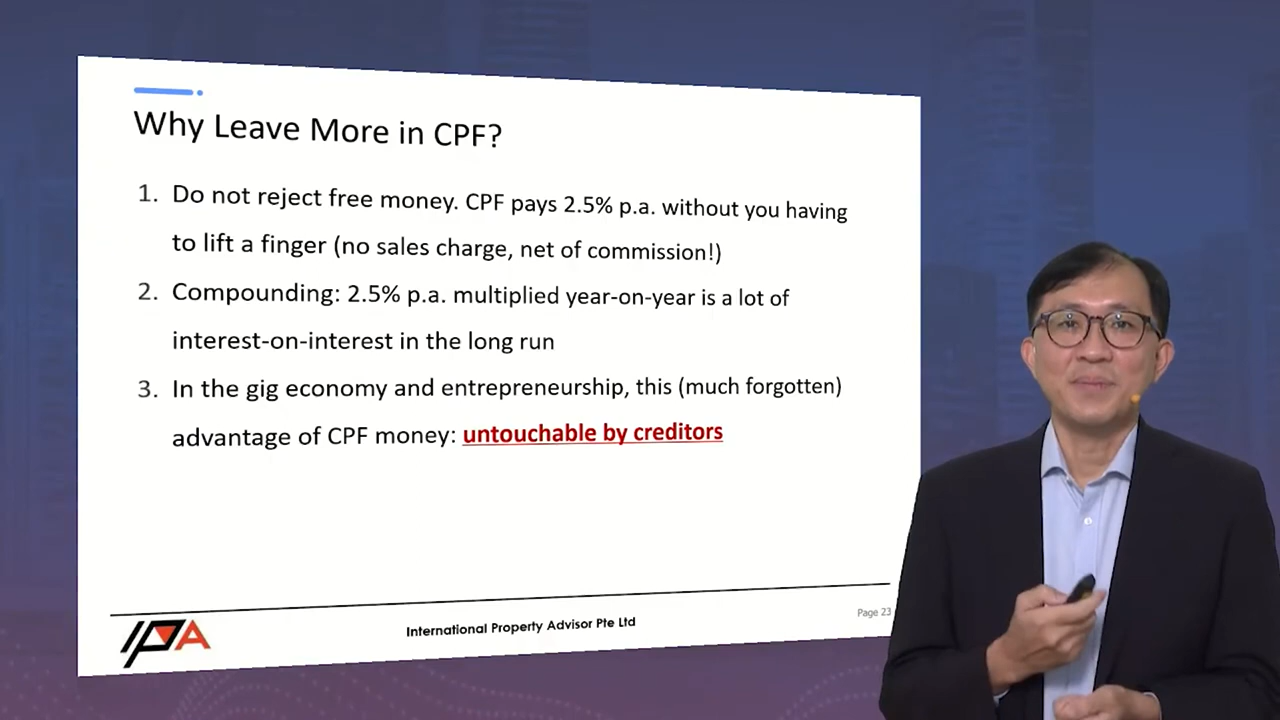 Why Leave More in CPF?
1. Do not reject free money. CPF pays 2.5% p.a. without you having
to lift a finger (no sales charge, net of commission!)
2. Compounding: 2.5% p.a. multiplied year-on-year is a lot of
interest-on-interest in the long run
3. In the gig economy and entrepreneurship, this (much forgotten)
advantage of CPF money: untouchable by creditors
Page 23
IPA
International Property Advisor Pte Ltd